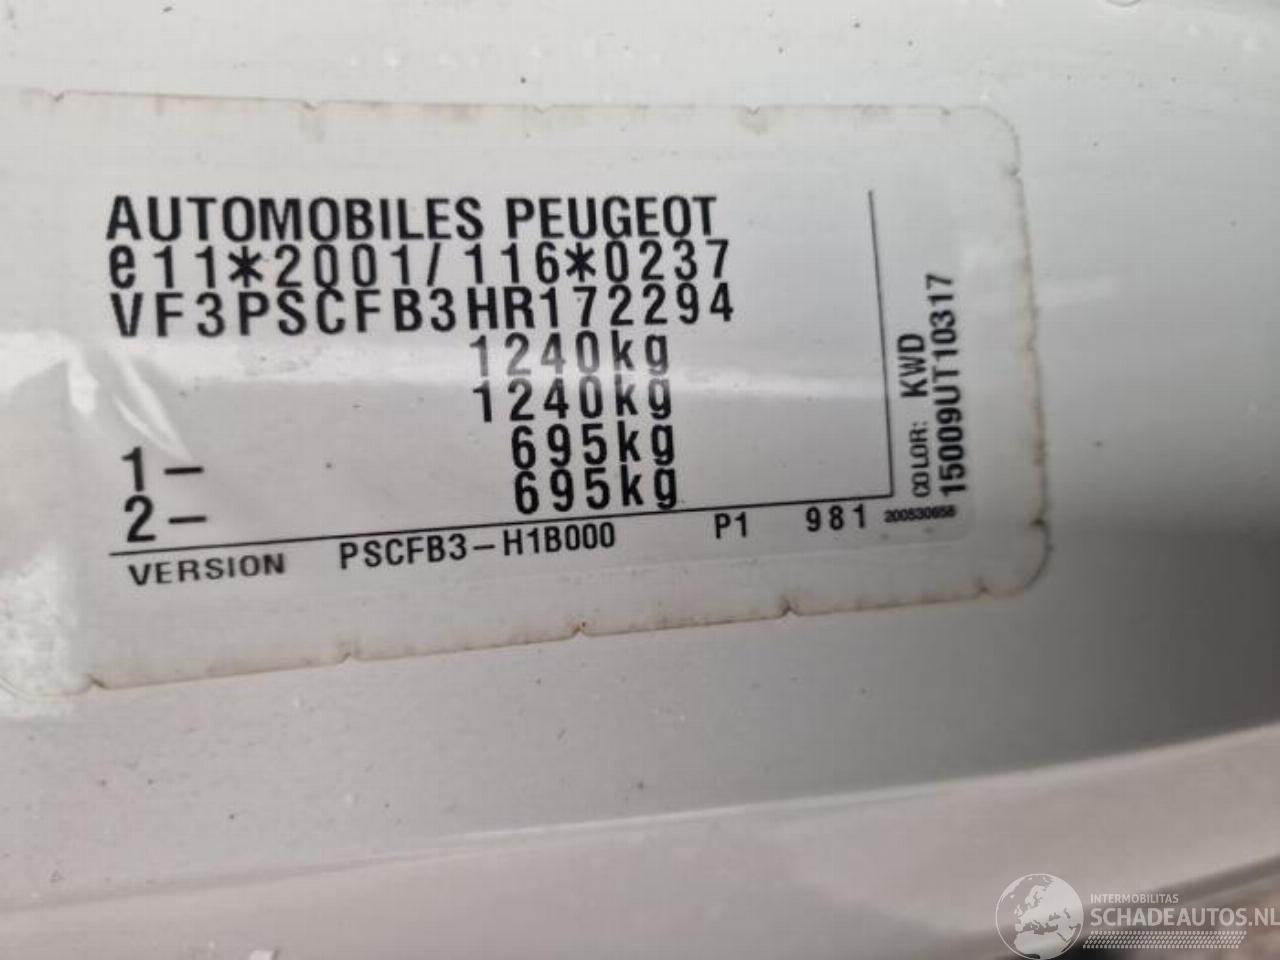 AUTOMOBILES PEUGEOT
e11*2001/116*0237
VF3PSCFB3HR172294
1240kg
1240kg
1- 695kg
2- 695kg
VERSION PSCFB3-H1B000 P1 981
COLOR: KWD
15009UT10317
200530658
INTERMOBILITAS
SCHADEAUTOS.NL